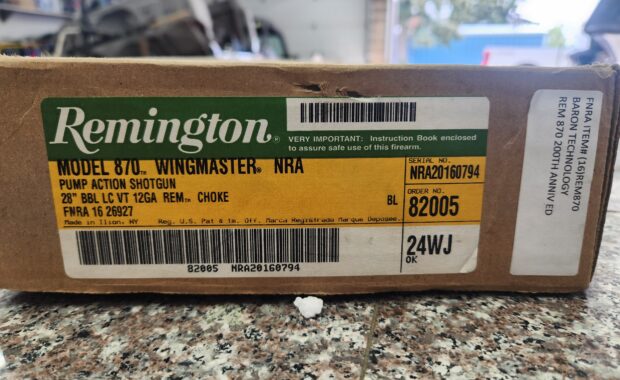 Remington®
VERY IMPORTANT: Instruction Book enclosed
to assure safe use of this firearm.
MODEL 870™ WINGMASTER® NRA
PUMP ACTION SHOTGUN
28" BBL LC VT 12GA REM™ CHOKE BL
FNRA 16 26927
Made in Ilion, NY Reg. U.S. Pat & Tm. Off. Marca Registrada Marque Deposee.
82005 NRA20160794
SERIAL NO.
NRA20160794
ORDER NO.
82005
24WJ
OK
FNRA ITEM# (16)REM870
BARON TECHNOLOGY
REM 870 200TH ANNIV ED